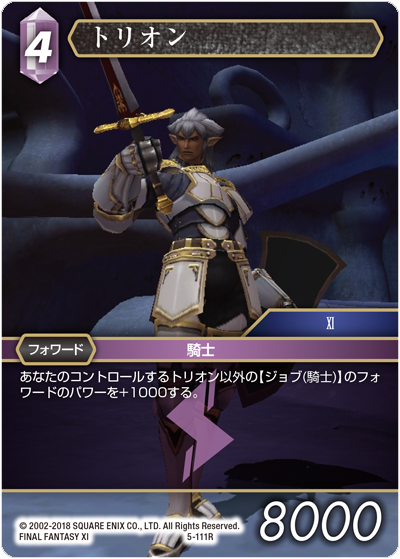 4
トリオン
XI
フォワード
騎士
あなたのコントロールするトリオン以外の【ジョブ(騎士)】のフォ
ワードのパワーを+1000する。
© 2002-2018 SQUARE ENIX CO., LTD. All Rights Reserved.
FINAL FANTASY XI
5-111R
8000